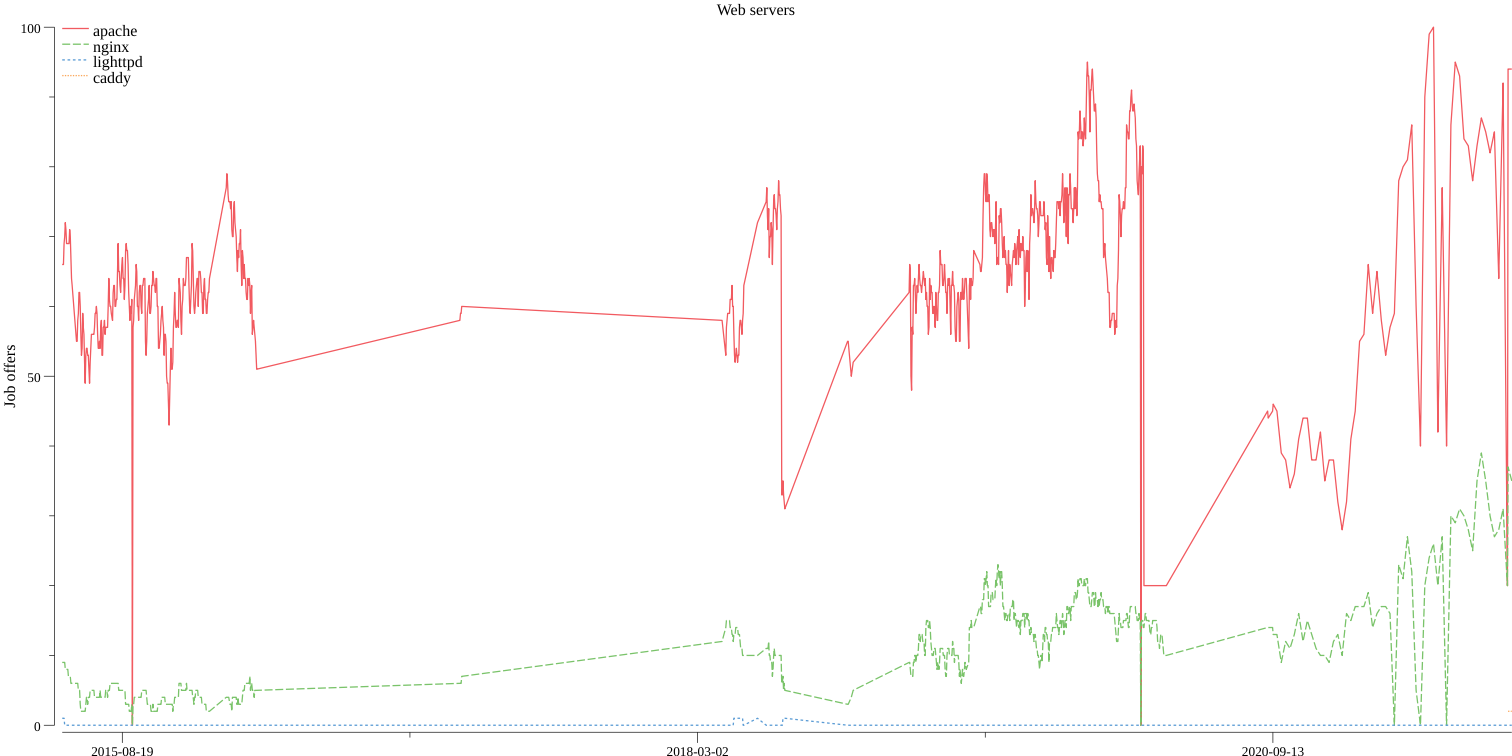 Web servers
100
apache
nginx
lighttpd
caddy
50
Job offers
0
2015-08-19
2018-03-02
2020-09-13